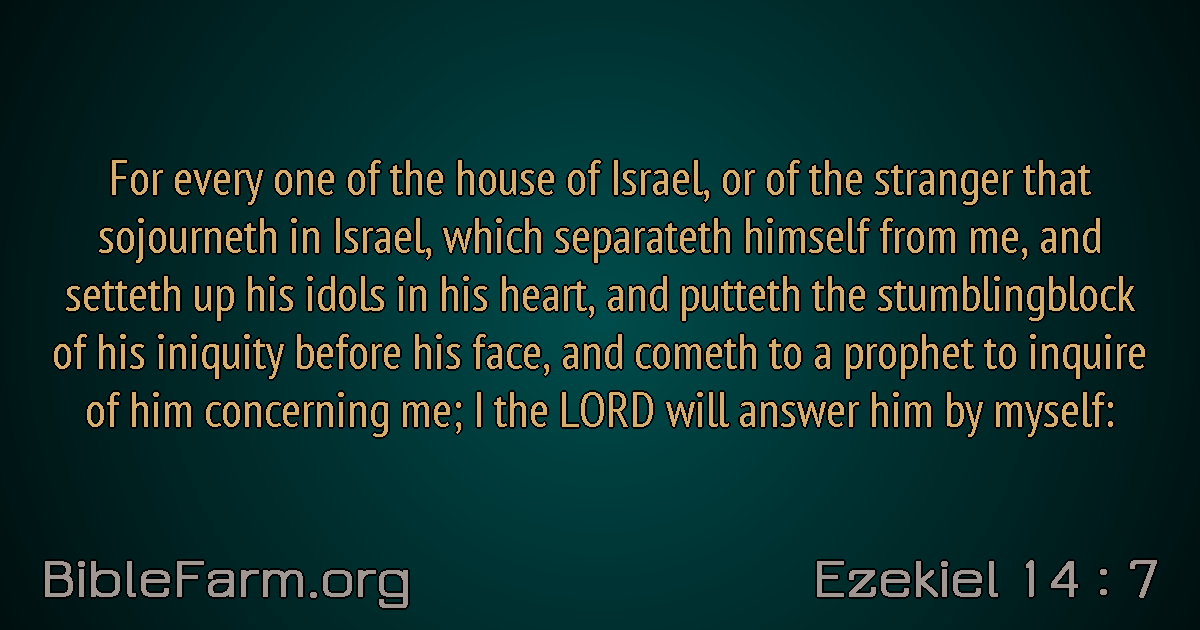 For every one of the house of Israel, or of the stranger that
sojourneth in Israel, which separateth himself from me, and
setteth up his idols in his heart, and putteth the stumblingblock
of his iniquity before his face, and cometh to a prophet to inquire
of him concerning me; I the LORD will answer him by myself:
BibleFarm.org
Ezekiel 14 : 7